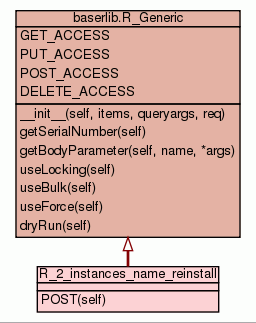 baserlib.R_Generic
GET_ACCESS
PUT_ACCESS
POST_ACCESS
DELETE_ACCESS
__init__(self, items, queryargs, req)
getSerialNumber(self)
getBodyParameter(self, name, *args)
useLocking(self)
useBulk(self)
useForce(self)
dryRun(self)
R_2_instances_name_reinstall
POST(self)